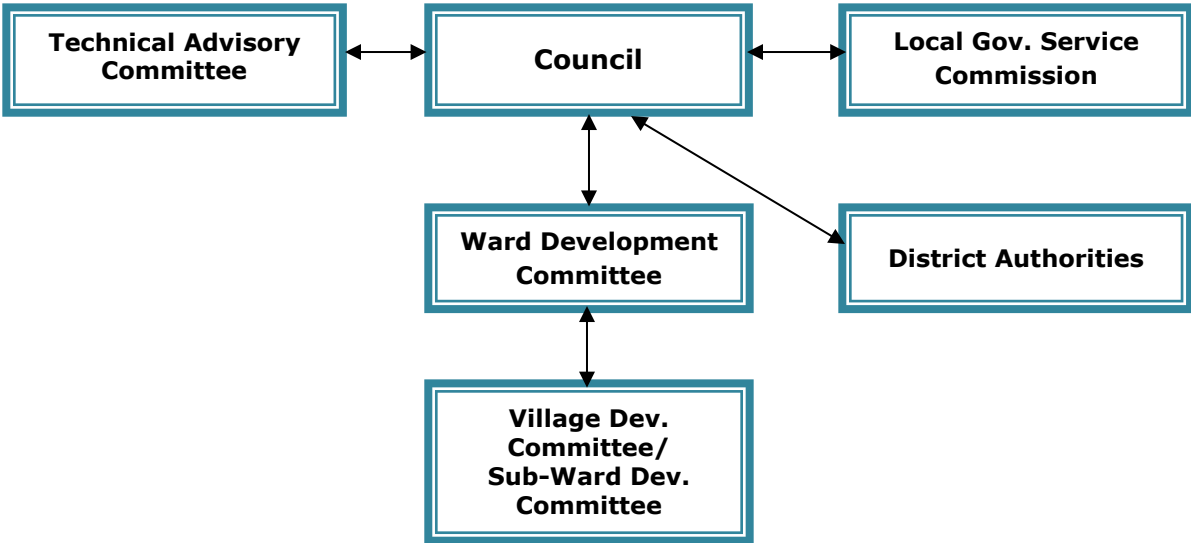 Technical Advisory
Committee
Council
Local Gov. Service
Commission
Ward Development
Committee
District Authorities
Village Dev.
Committee/
Sub-Ward Dev.
Committee